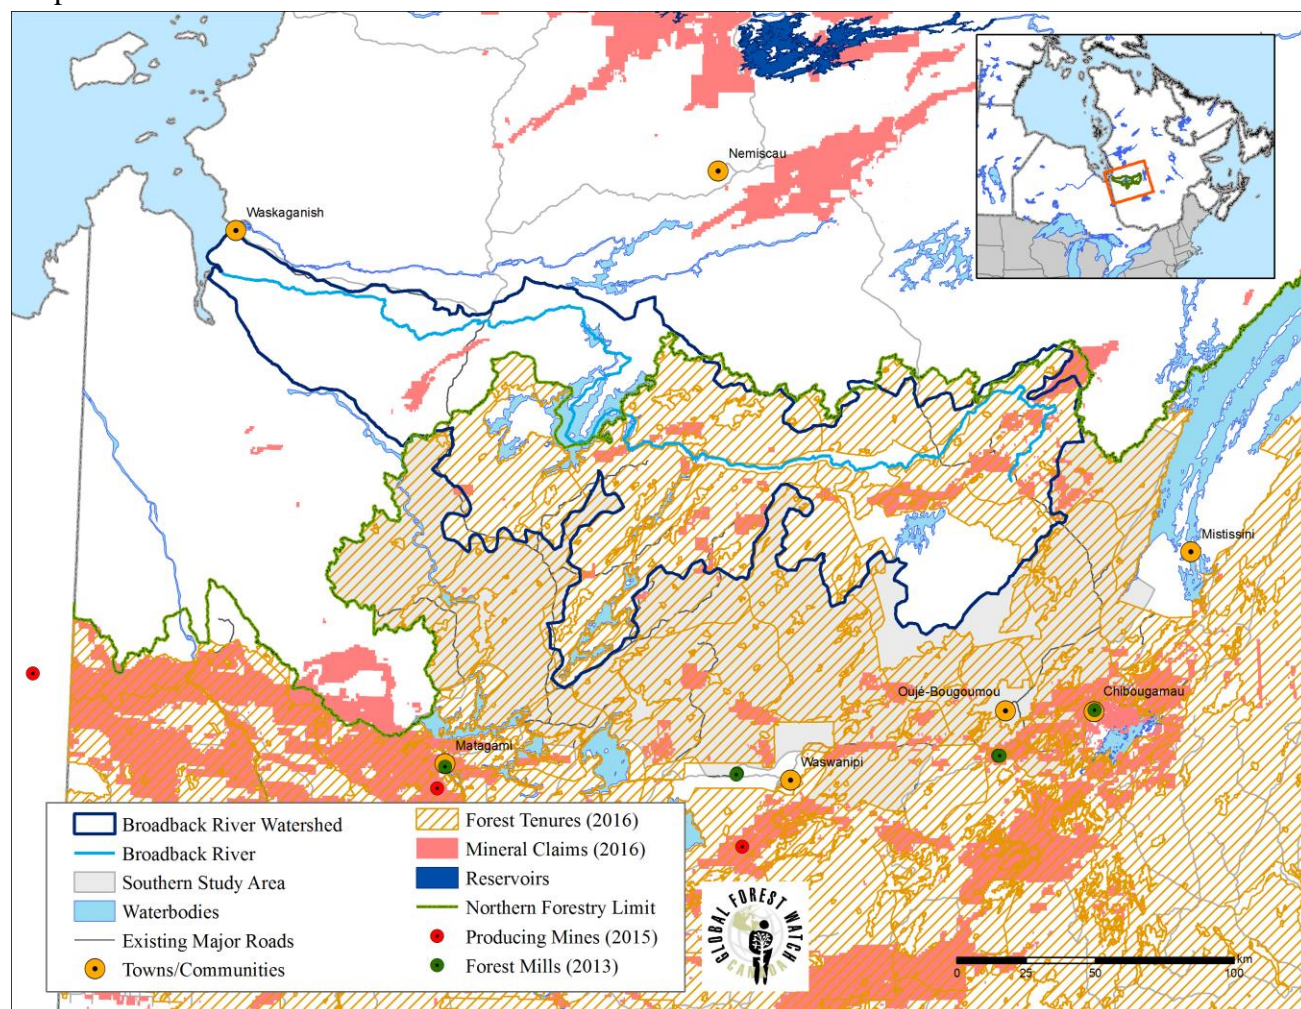 Nemiscau
Waskaganish
Mistissini
Oujé-Bougoumou
Chibougamau
Matagami
Waswanipi
Broadback River Watershed
Broadback River
Southern Study Area
Waterbodies
Existing Major Roads
Towns/Communities
Forest Tenures (2016)
Mineral Claims (2016)
Reservoirs
Northern Forestry Limit
Producing Mines (2015)
Forest Mills (2013)
GLOBAL FOREST WATCH
CANADA
km
0 25 50 100